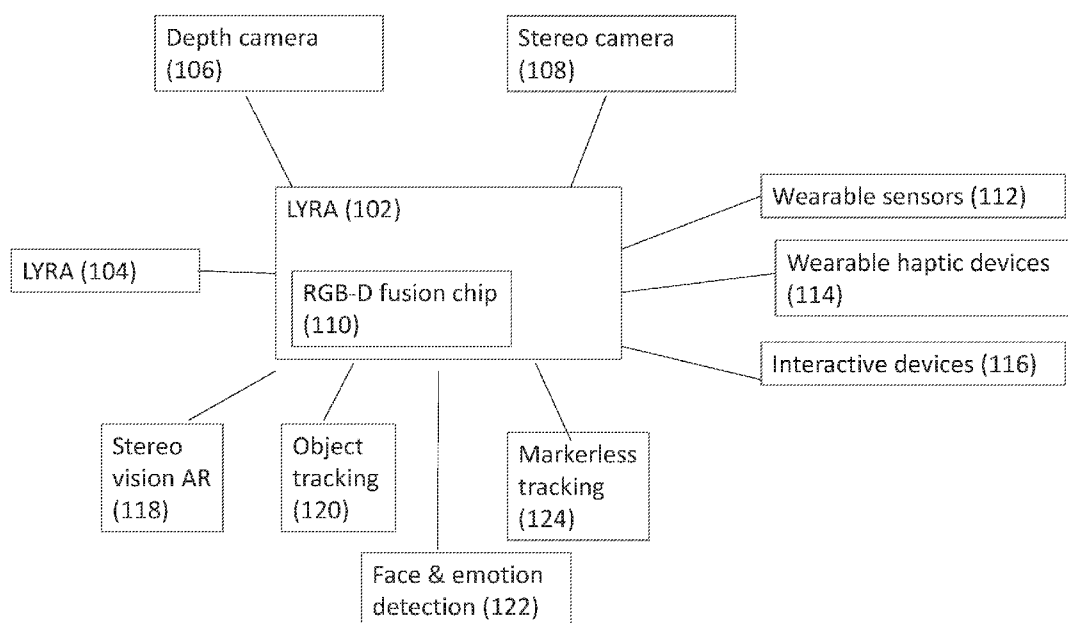 Depth camera
(106)
Stereo camera
(108)
LYRA (102)
Wearable sensors (112)
LYRA (104)
Wearable haptic devices
(114)
RGB-D fusion chip
(110)
Interactive devices (116)
Stereo
vision AR
(118)
Object
tracking
(120)
Markerless
tracking
(124)
Face & emotion
detection (122)